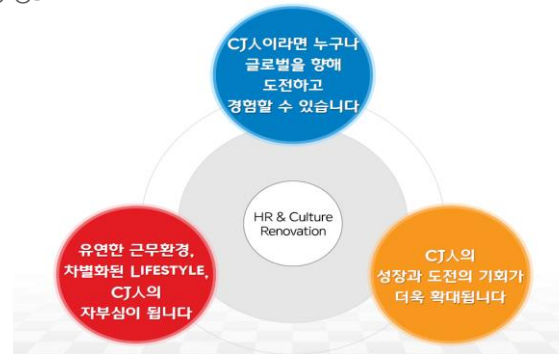 CJ人이라면 누구나
글로벌을 향해
도전하고
경험할 수 있습니다
HR & Culture
Renovation
유연한 근무환경,
차별화된 LIFESTYLE,
CJ人의
자부심이 됩니다
CJ人의
성장과 도전의 기회가
더욱 확대됩니다